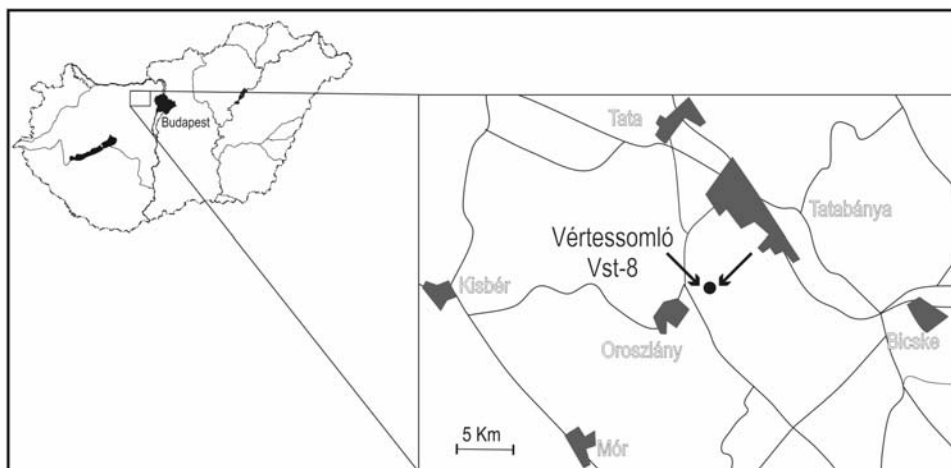 Budapest
Tata
Tatabánya
Vértessomló
Vst-8
Kisbér
Oroszlány
Bicske
5 Km
Mór